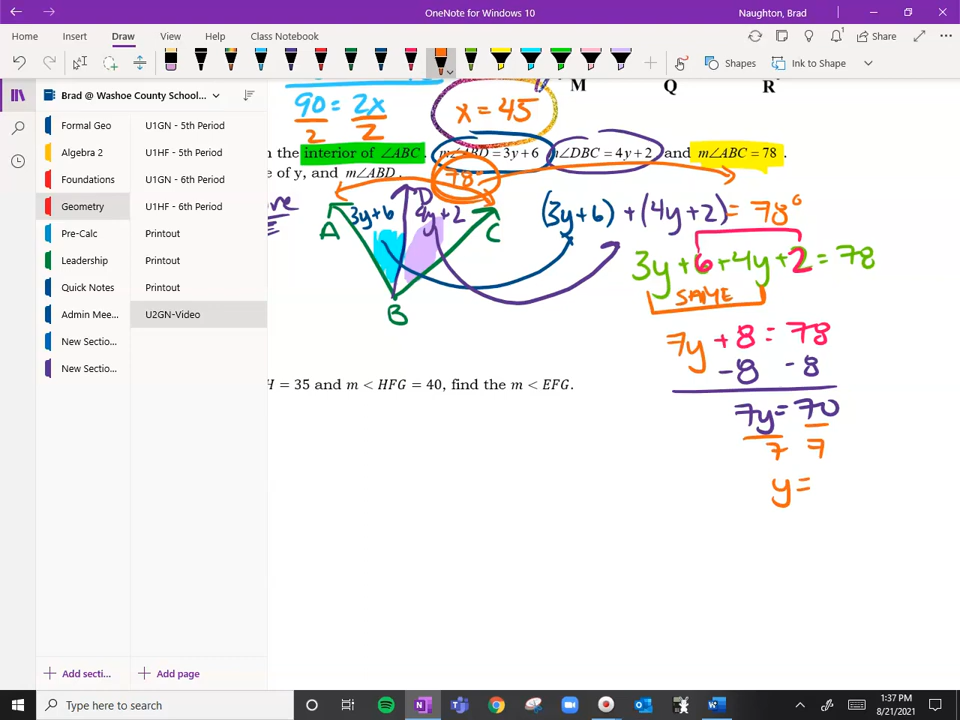 OneNote for Windows 10
Naughton, Brad
Home Insert Draw View Help Class Notebook
Share
Shapes Ink to Shape
Brad @ Washoe County School...
Formal Geo
Algebra 2
Foundations
Geometry
Pre-Calc
Leadership
Quick Notes
Admin Mee...
New Sectio...
New Sectio...
U1GN - 5th Period
U1HF - 5th Period
U1GN - 6th Period
U1HF - 6th Period
Printout
Printout
Printout
U2GN-Video
Add secti...
Add page
M Q R
90 = 2x
2 2
x = 45
n the interior of ∠ABC. m∠ABD = 3y + 6 m∠DBC = 4y + 2 and m∠ABC = 78.
e of y, and m∠ABD.
78°
D
3y+6 4y+2
A
C
B
(3y+6) + (4y+2) = 78°
3y+6+4y+2=78
SAME
7y + 8 = 78
-8 -8
7y = 70
7 7
y =
H = 35 and m < HFG = 40, find the m < EFG.
Type here to search
1:37 PM
8/21/2021